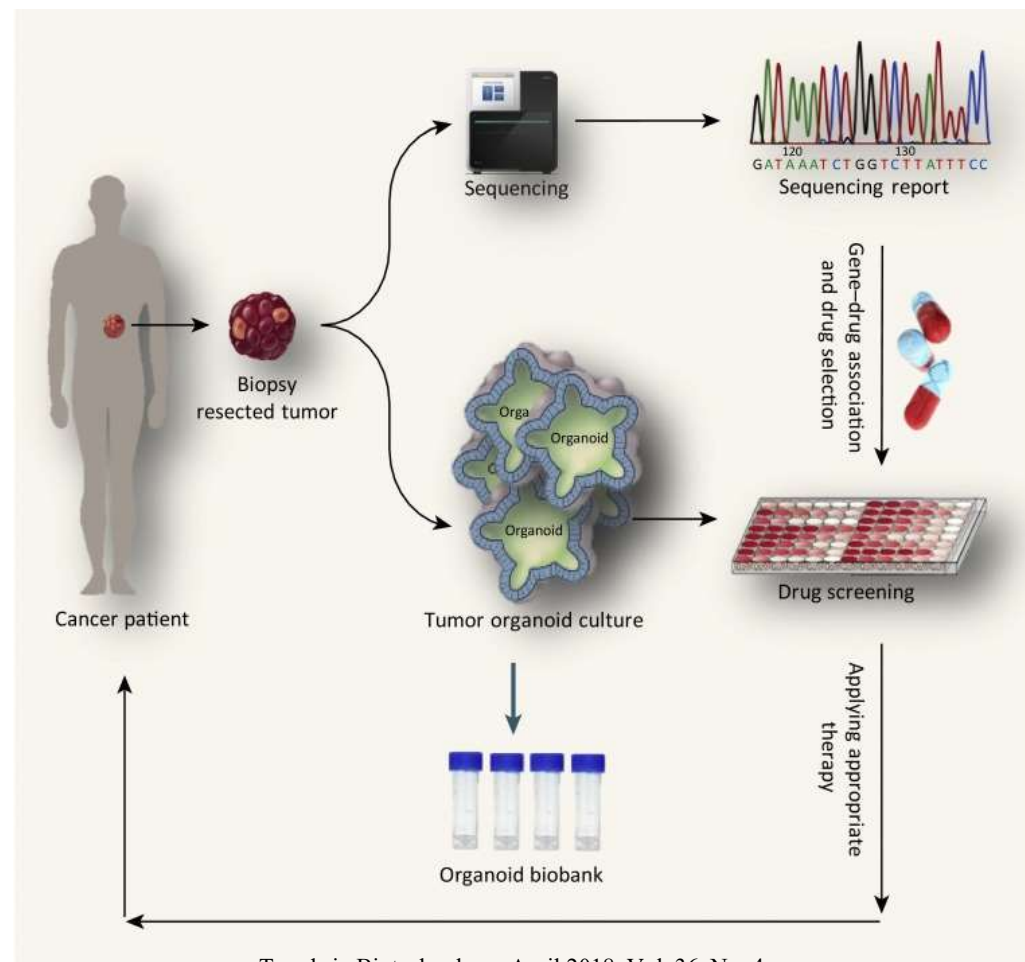 120
130
GATAAATCTGGTCTTATTTCC
Sequencing
Sequencing report
Gene–drug association
and drug selection
Biopsy
resected tumor
Orga
Organoid
Organoid
Drug screening
Cancer patient
Tumor organoid culture
Applying appropriate
therapy
Organoid biobank